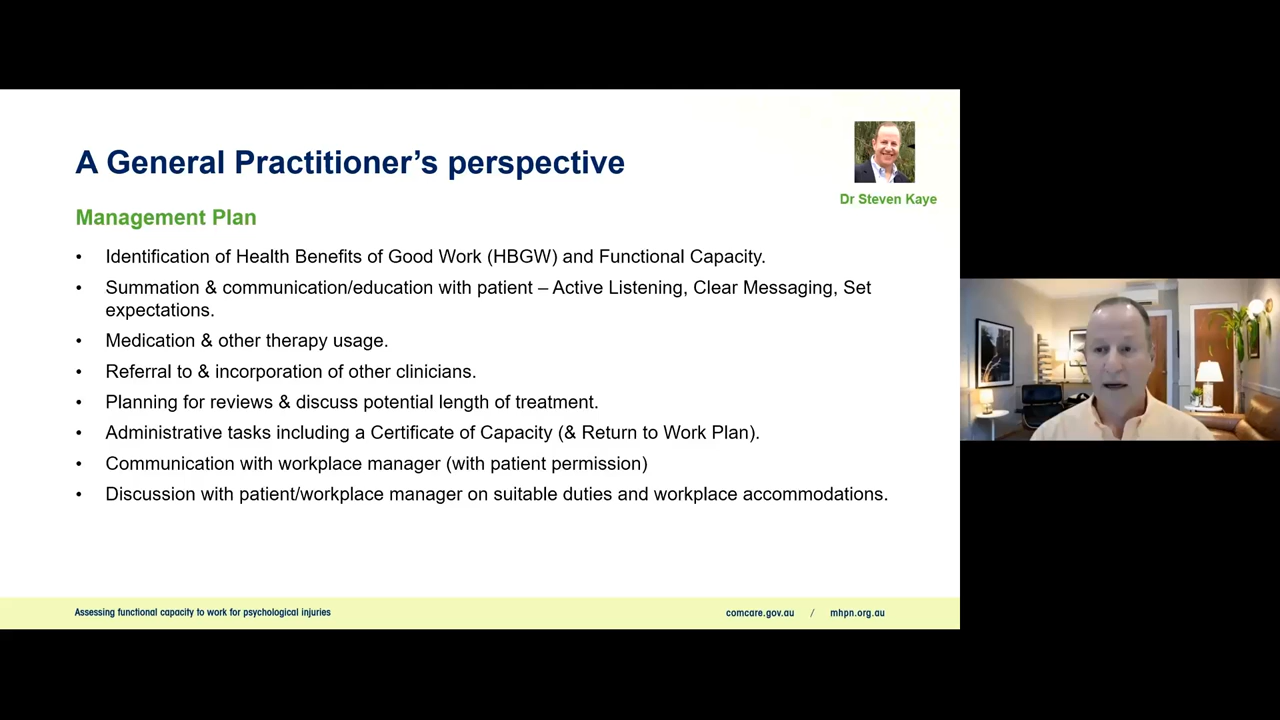 A General Practitioner’s perspective
Dr Steven Kaye
Management Plan
• Identification of Health Benefits of Good Work (HBGW) and Functional Capacity.
• Summation & communication/education with patient – Active Listening, Clear Messaging, Set
expectations.
• Medication & other therapy usage.
• Referral to & incorporation of other clinicians.
• Planning for reviews & discuss potential length of treatment.
• Administrative tasks including a Certificate of Capacity (& Return to Work Plan).
• Communication with workplace manager (with patient permission)
• Discussion with patient/workplace manager on suitable duties and workplace accommodations.
Assessing functional capacity to work for psychological injuries
comcare.gov.au / mhpn.org.au